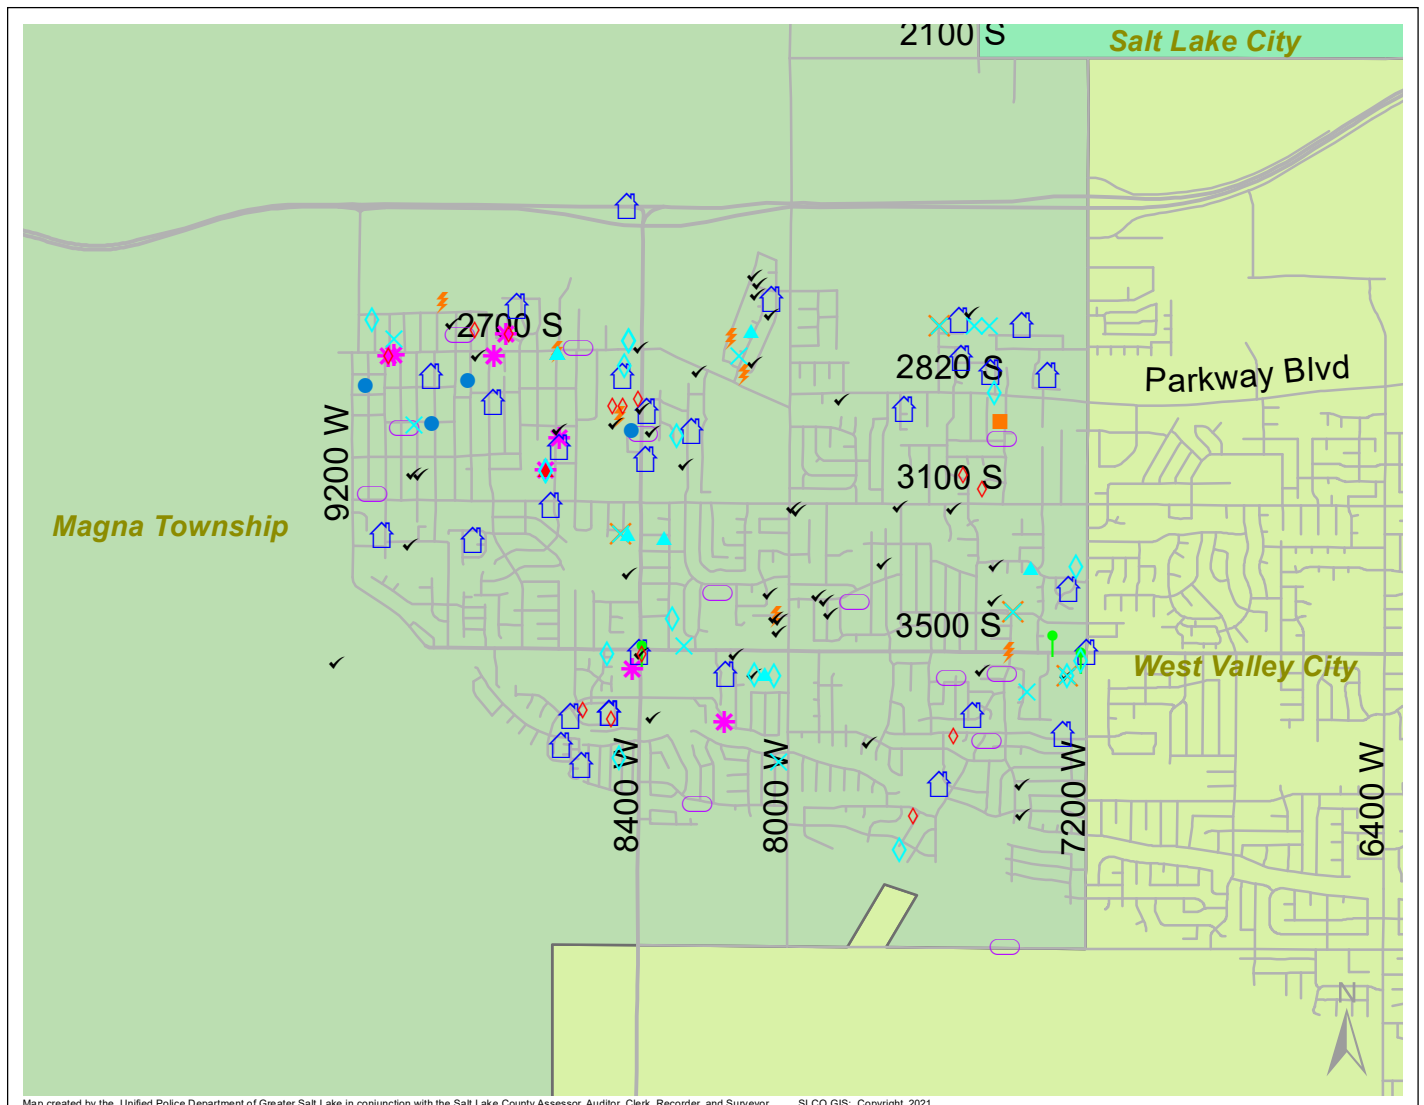 2100 S
Salt Lake City
2700 S
2820 S
Parkway Blvd
9200 W
3100 S
Magna Township
3500 S
West Valley City
8400 W
8000 W
7200 W
6400 W
N
Map created by the Unified Police Department of Greater Salt Lake in conjunction with the Salt Lake County Assessor, Auditor, Clerk, Recorder, and Surveyor. SLCO GIS: Copyright 2021